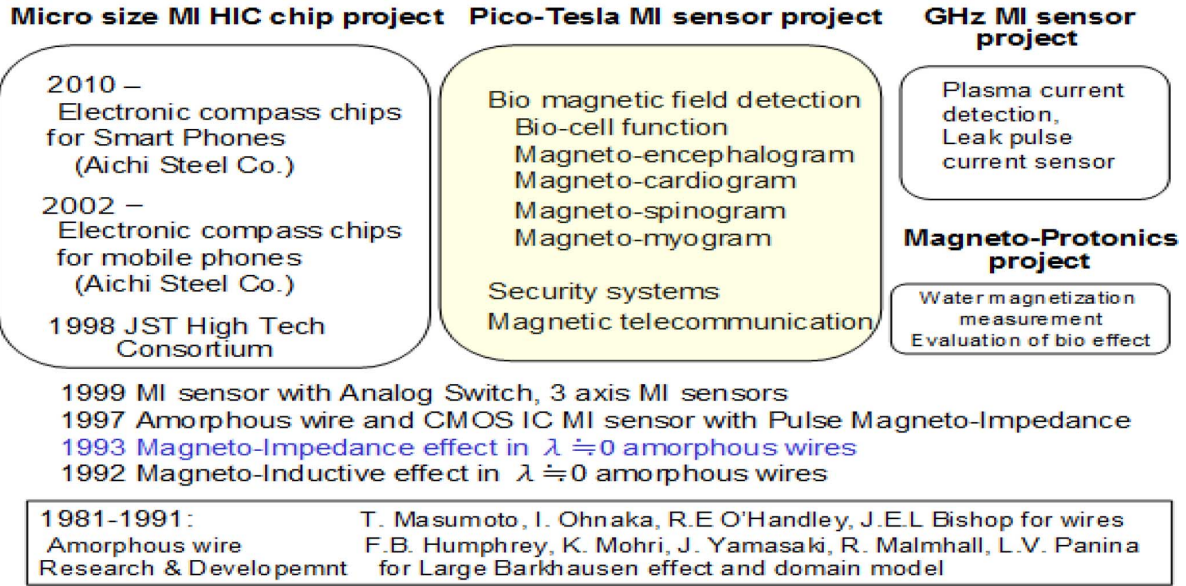 Micro size MI HIC chip project
2010 –
Electronic compass chips
for Smart Phones
(Aichi Steel Co.)
2002 –
Electronic compass chips
for mobile phones
(Aichi Steel Co.)
1998 JST High Tech
Consortium
Pico-Tesla MI sensor project
Bio magnetic field detection
Bio-cell function
Magneto-encephalogram
Magneto-cardiogram
Magneto-spinogram
Magneto-myogram
Security systems
Magnetic telecommunication
GHz MI sensor
project
Plasma current
detection,
Leak pulse
current sensor
Magneto-Protonics
project
Water magnetization
measurement
Evaluation of bio effect
1999 MI sensor with Analog Switch, 3 axis MI sensors
1997 Amorphous wire and CMOS IC MI sensor with Pulse Magneto-Impedance
1993 Magneto-Impedance effect in λ≒0 amorphous wires
1992 Magneto-Inductive effect in λ≒0 amorphous wires
1981-1991: T. Masumoto, I. Ohnaka, R.E O'Handley, J.E.L Bishop for wires
Amorphous wire F.B. Humphrey, K. Mohri, J. Yamasaki, R. Malmhall, L.V. Panina
Research & Developemnt for Large Barkhausen effect and domain model